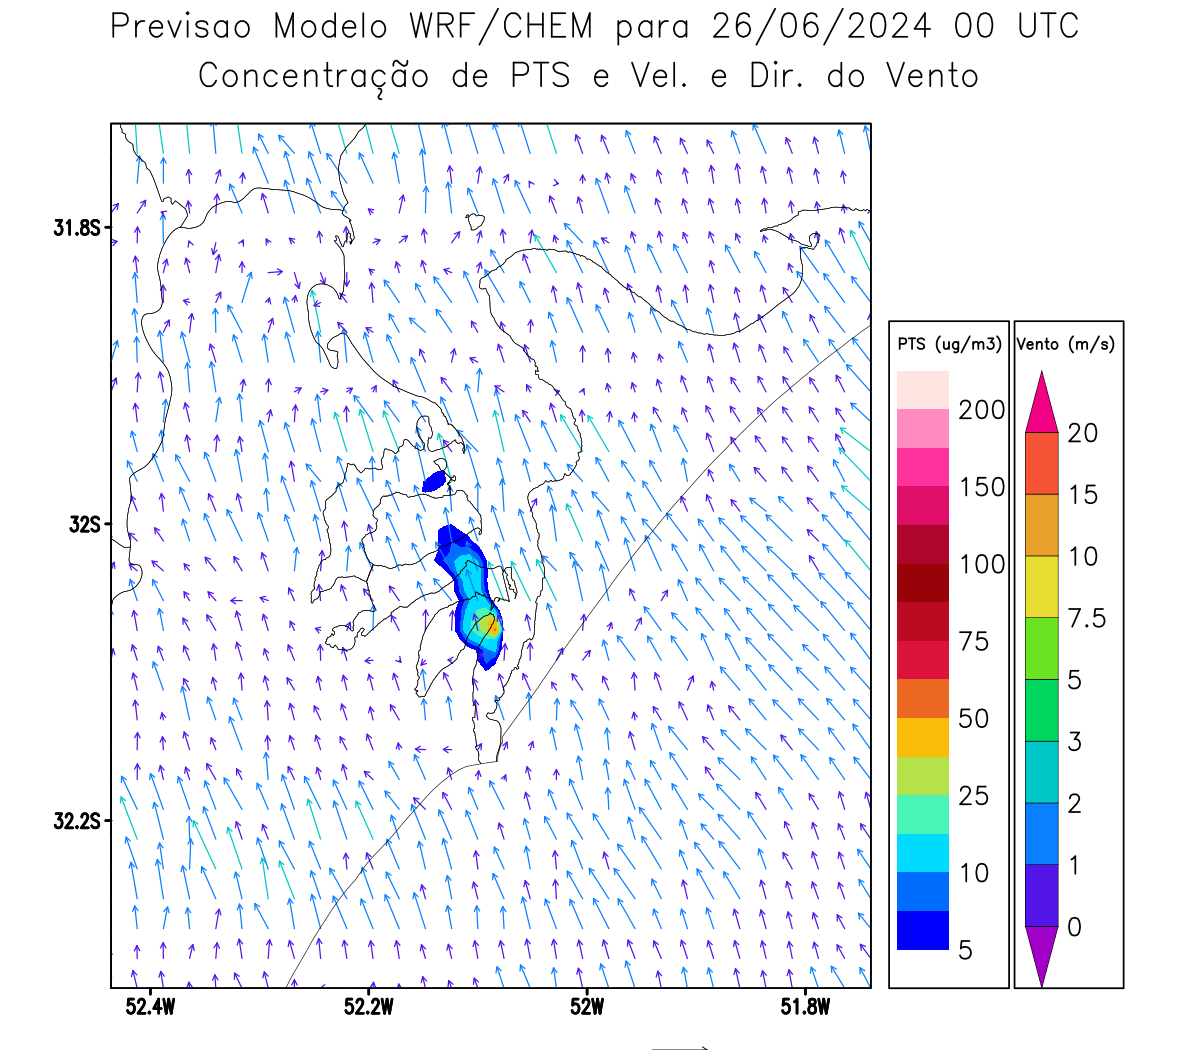 Previsao Modelo WRF/CHEM para 26/06/2024 00 UTC
Concentração de PTS e Vel. e Dir. do Vento
31.8S
32S
32.2S
52.4W
52.2W
52W
51.8W
PTS (ug/m3)
200
150
100
75
50
25
10
5
Vento (m/s)
20
15
10
7.5
5
3
2
1
0